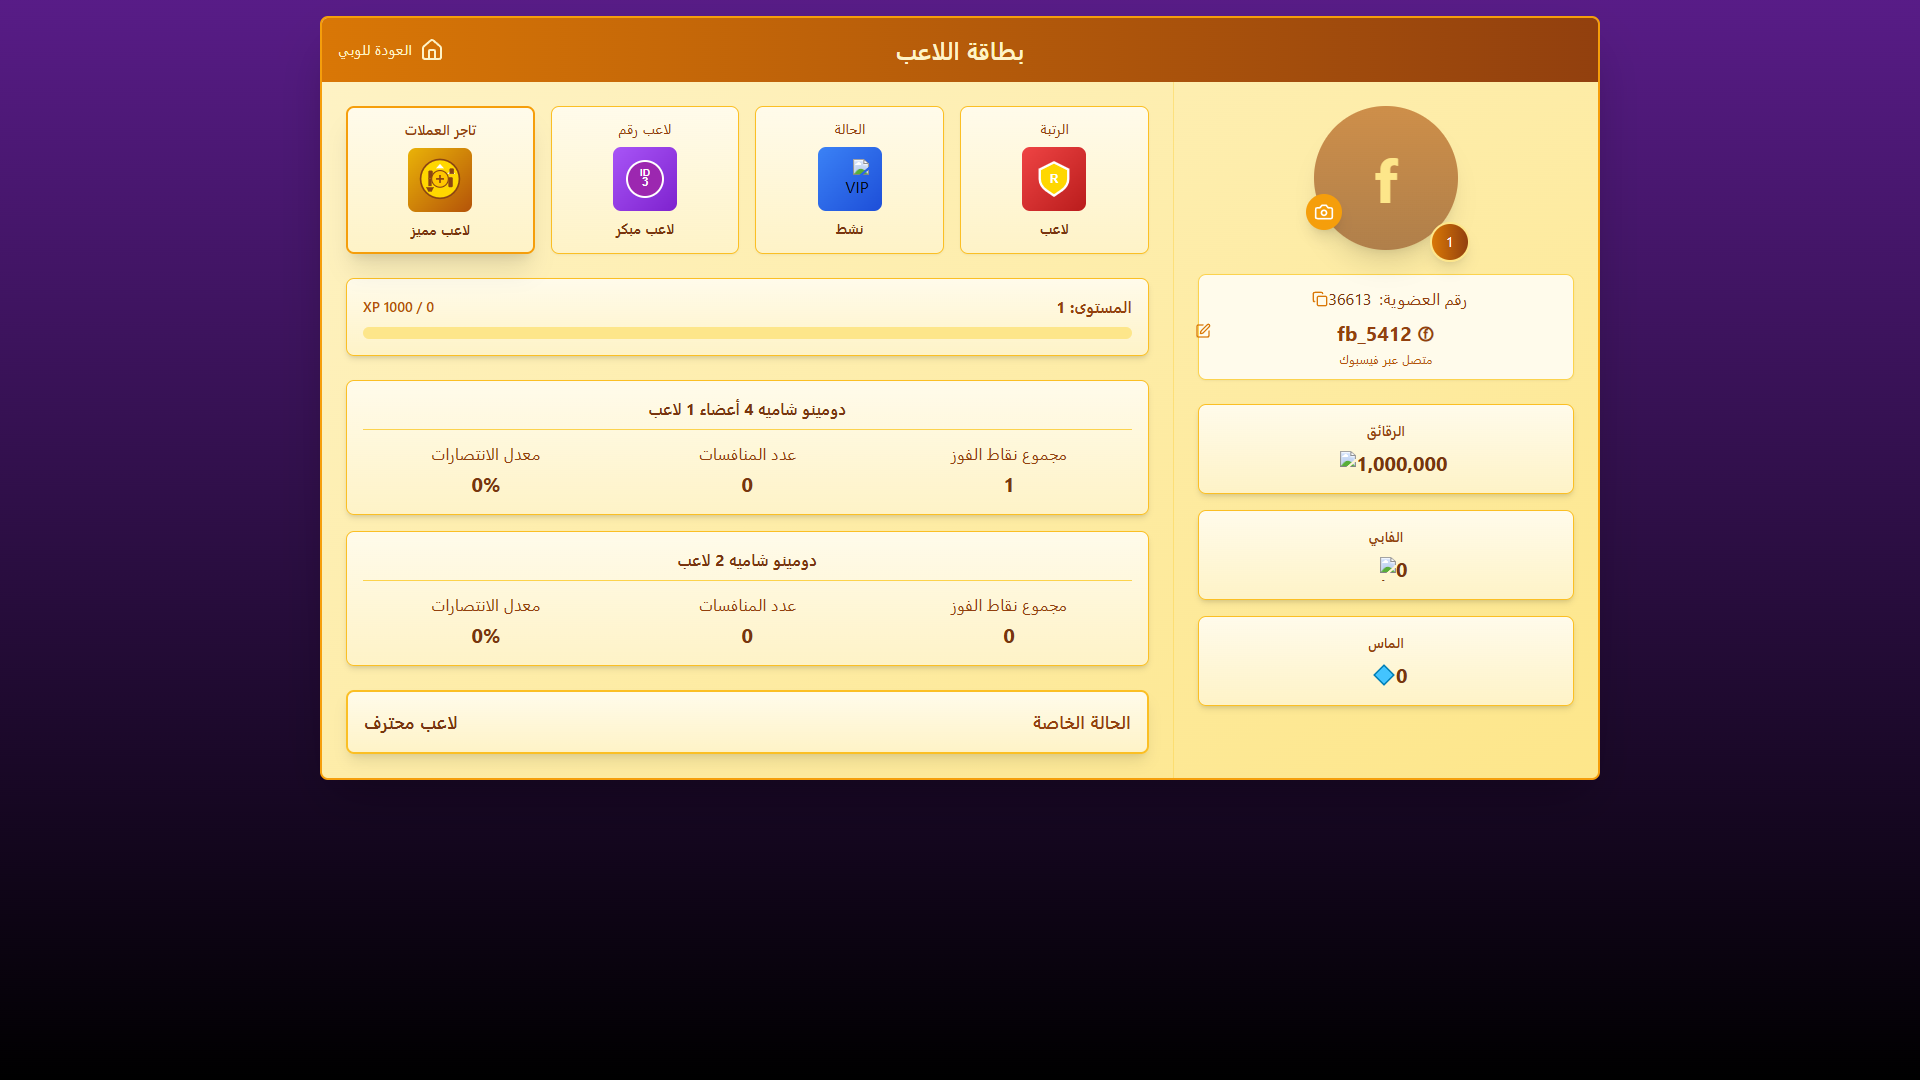 بطاقة اللاعب
العودة للوبي
f
1
رقم العضوية: 36613
fb_5412
متصل عبر فيسبوك
الرقائق
1,000,000
الفابي
0
الماس
0
الرتبة
R
لاعب
الحالة
VIP
نشط
لاعب رقم
ID
3
لاعب مبكر
تاجر العملات
لاعب مميز
المستوى: 1
0 / 1000 XP
دومينو شاميه 4 أعضاء 1 لاعب
مجموع نقاط الفوز
1
عدد المنافسات
0
معدل الانتصارات
0%
دومينو شاميه 2 لاعب
مجموع نقاط الفوز
0
عدد المنافسات
0
معدل الانتصارات
0%
الحالة الخاصة
لاعب محترف